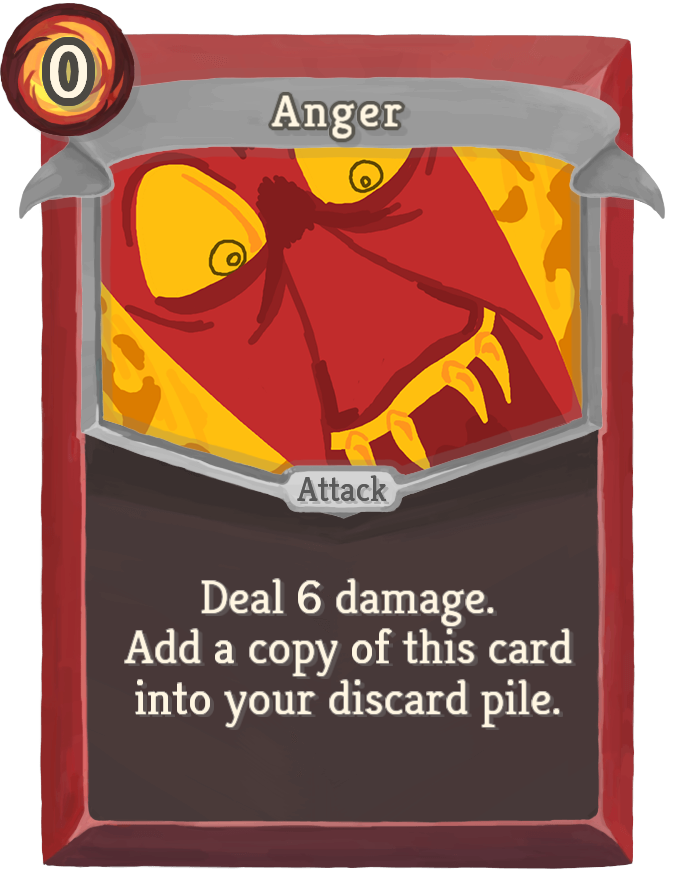 0
Anger
Attack
Deal 6 damage.
Add a copy of this card
into your discard pile.